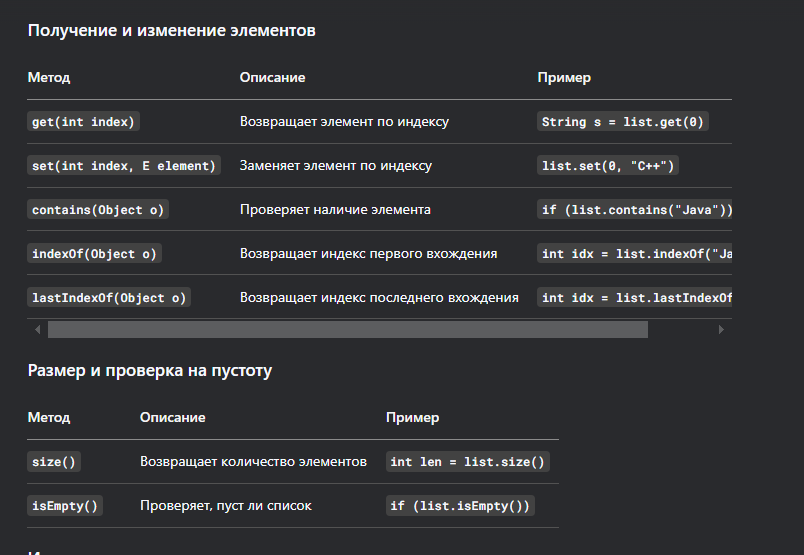 Получение и изменение элементов
Метод Описание Пример
get(int index) Возвращает элемент по индексу String s = list.get(0)
set(int index, E element) Заменяет элемент по индексу list.set(0, "C++")
contains(Object o) Проверяет наличие элемента if (list.contains("Java"))
indexOf(Object o) Возвращает индекс первого вхождения int idx = list.indexOf("Ja
lastIndexOf(Object o) Возвращает индекс последнего вхождения int idx = list.lastIndexOf
Размер и проверка на пустоту
Метод Описание Пример
size() Возвращает количество элементов int len = list.size()
isEmpty() Проверяет, пуст ли список if (list.isEmpty())